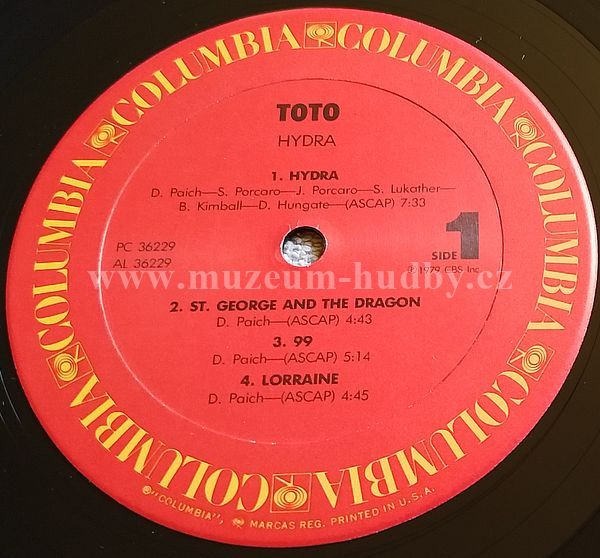 COLUMBIA COLUMBIA COLUMBIA COLUMBIA COLUMBIA COLUMBIA COLUMBIA COLUMBIA
TOTO
HYDRA
1. HYDRA
D. Paich—S. Porcaro—J. Porcaro—S. Lukather—
B. Kimball—D. Hungate—(ASCAP) 7:33
PC 36229
AL 36229
SIDE 1
℗1979 CBS Inc.
www.muzeum-hudby.cz
2. ST. GEORGE AND THE DRAGON
D. Paich—(ASCAP) 4:43
3. 99
D. Paich—(ASCAP) 5:14
4. LORRAINE
D. Paich—(ASCAP) 4:45
"COLUMBIA", MARCAS REG. PRINTED IN U.S.A.